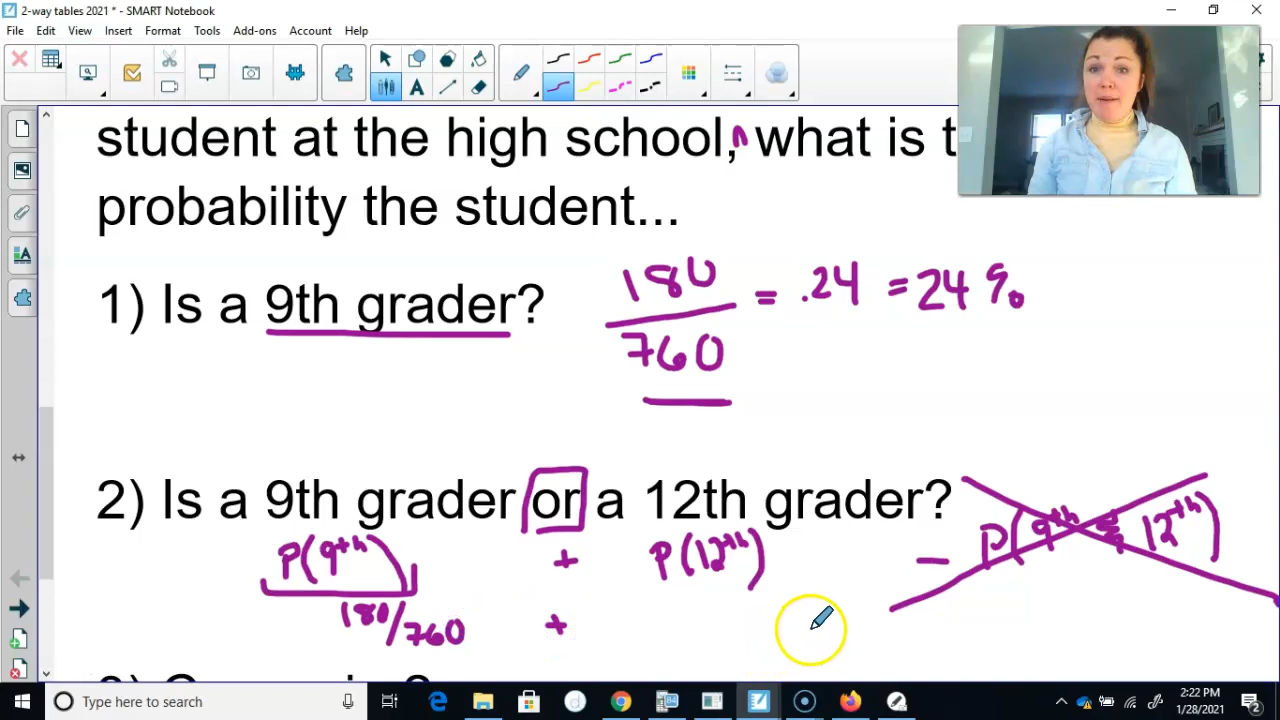 2-way tables 2021 * - SMART Notebook
File Edit View Insert Format Tools Add-ons Account Help
student at the high school,^ what is t
probability the student...
1) Is a 9th grader?
180
760
= .24 = 24%
2) Is a 9th grader or a 12th grader?
P(9th) + P(12th) - P(9th 12th)
180/760 +
Type here to search
2:22 PM
1/28/2021
2